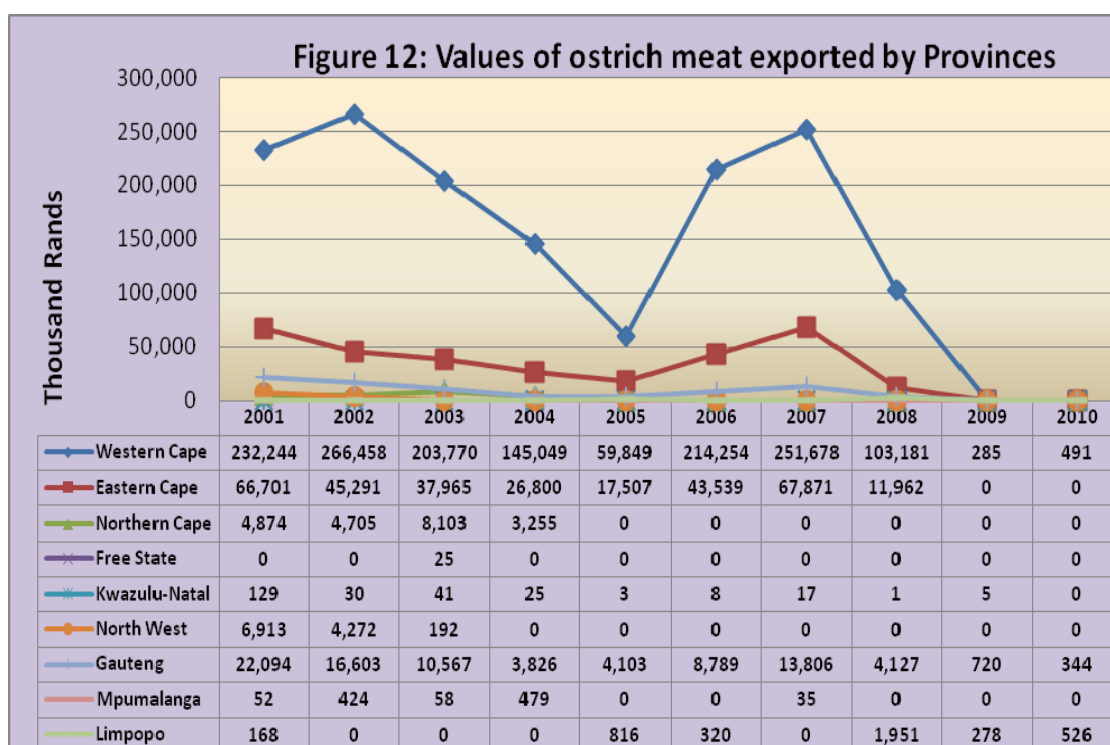 Figure 12: Values of ostrich meat exported by Provinces
Thousand Rands
300,000
250,000
200,000
150,000
100,000
50,000
0
2001 2002 2003 2004 2005 2006 2007 2008 2009 2010
Western Cape 232,244 266,458 203,770 145,049 59,849 214,254 251,678 103,181 285 491
Eastern Cape 66,701 45,291 37,965 26,800 17,507 43,539 67,871 11,962 0 0
Northern Cape 4,874 4,705 8,103 3,255 0 0 0 0 0 0
Free State 0 0 25 0 0 0 0 0 0 0
Kwazulu-Natal 129 30 41 25 3 8 17 1 5 0
North West 6,913 4,272 192 0 0 0 0 0 0 0
Gauteng 22,094 16,603 10,567 3,826 4,103 8,789 13,806 4,127 720 344
Mpumalanga 52 424 58 479 0 0 35 0 0 0
Limpopo 168 0 0 0 816 320 0 1,951 278 526